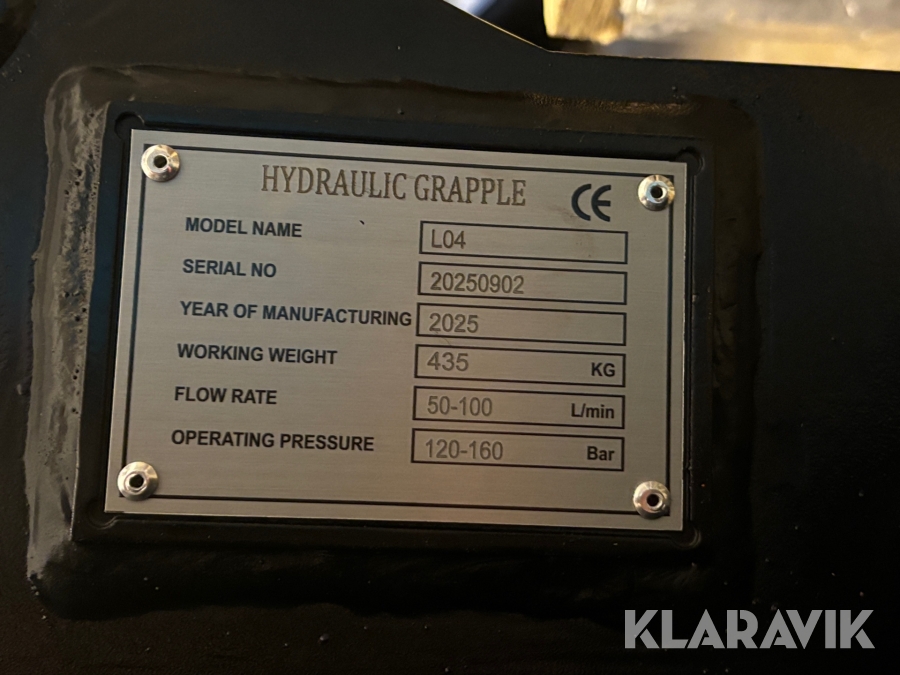 HYDRAULIC GRAPPLE CE
MODEL NAME L04
SERIAL NO 20250902
YEAR OF MANUFACTURING 2025
WORKING WEIGHT 435 KG
FLOW RATE 50-100 L/min
OPERATING PRESSURE 120-160 Bar
KLARAVIK